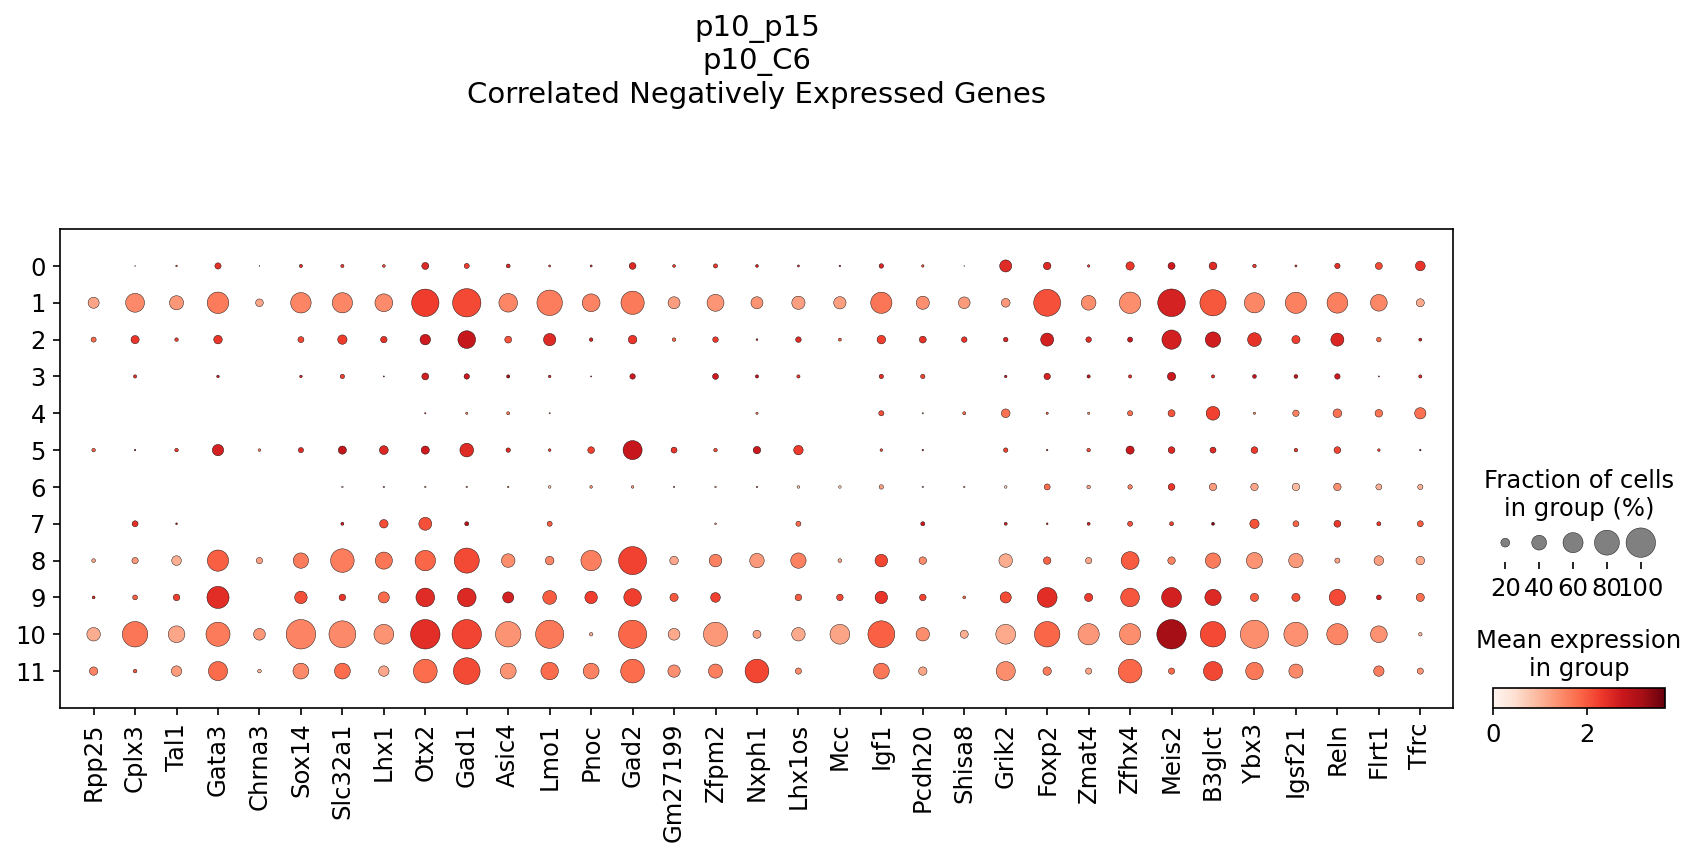 p10_p15
p10_C6
Correlated Negatively Expressed Genes
0
1
2
3
4
5
6
7
8
9
10
11
Rpp25
Cplx3
Tal1
Gata3
Chrna3
Sox14
Slc32a1
Lhx1
Otx2
Gad1
Asic4
Lmo1
Pnoc
Gad2
Gm27199
Zfpm2
Nxph1
Lhx1os
Mcc
Igf1
Pcdh20
Shisa8
Grik2
Foxp2
Zmat4
Zfhx4
Meis2
B3glct
Ybx3
Igsf21
Reln
Flrt1
Tfrc
Fraction of cells
in group (%)
20 40 60 80 100
Mean expression
in group
0 2